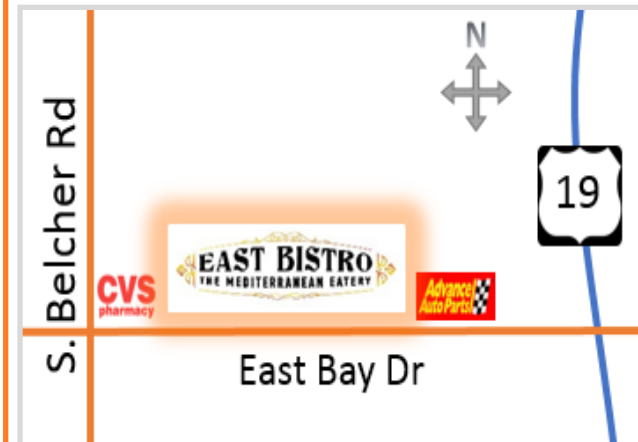 N
S. Belcher Rd
19
EAST BISTRO
THE MEDITERRANEAN EATERY
CVS
pharmacy
Advance
Auto Parts
East Bay Dr